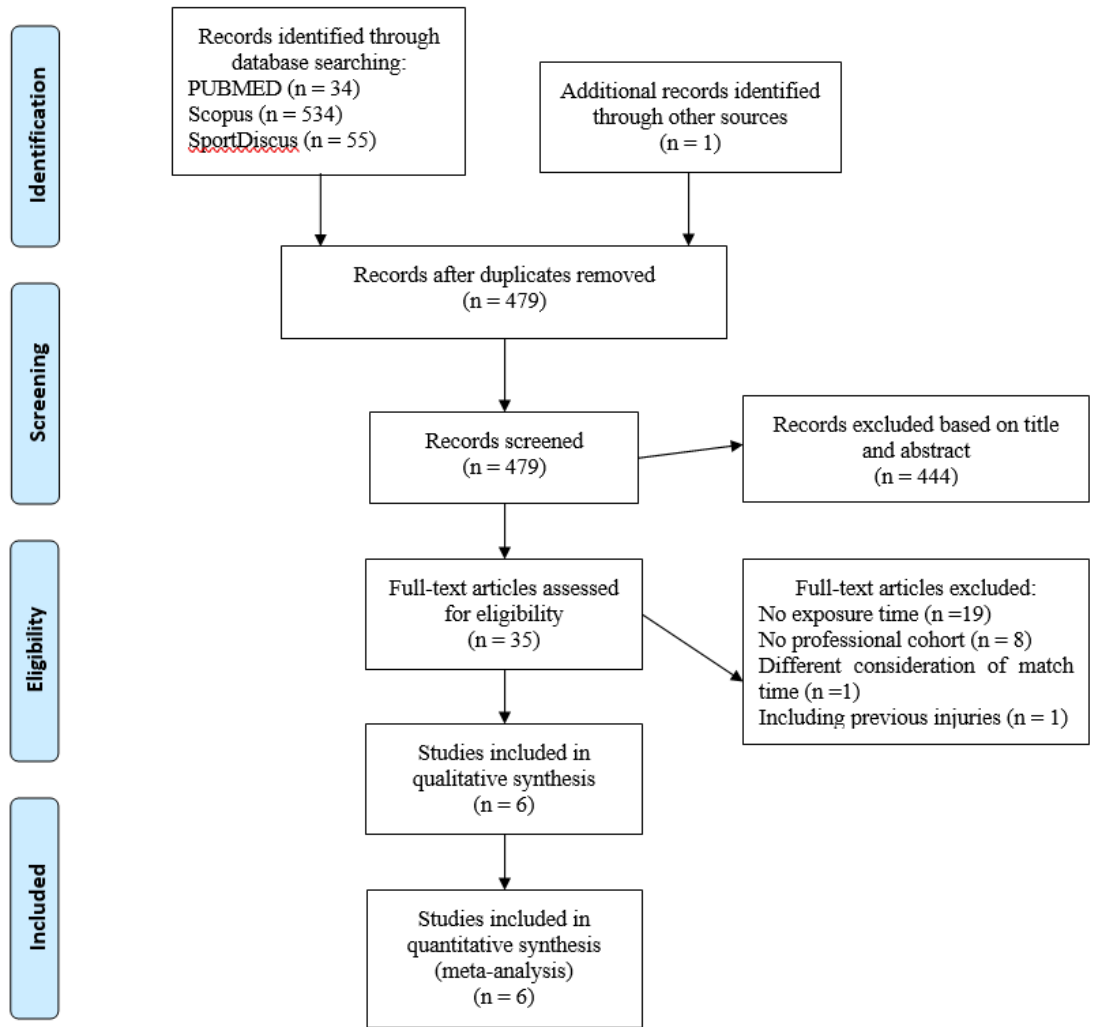 Identification
Records identified through
database searching:
PUBMED (n = 34)
Scopus (n = 534)
SportDiscus (n = 55)
Additional records identified
through other sources
(n = 1)
Screening
Records after duplicates removed
(n = 479)
Records screened
(n = 479)
Records excluded based on title
and abstract
(n = 444)
Eligibility
Full-text articles assessed
for eligibility
(n = 35)
Full-text articles excluded:
No exposure time (n =19)
No professional cohort (n = 8)
Different consideration of match
time (n =1)
Including previous injuries (n = 1)
Studies included in
qualitative synthesis
(n = 6)
Included
Studies included in
quantitative synthesis
(meta-analysis)
(n = 6)